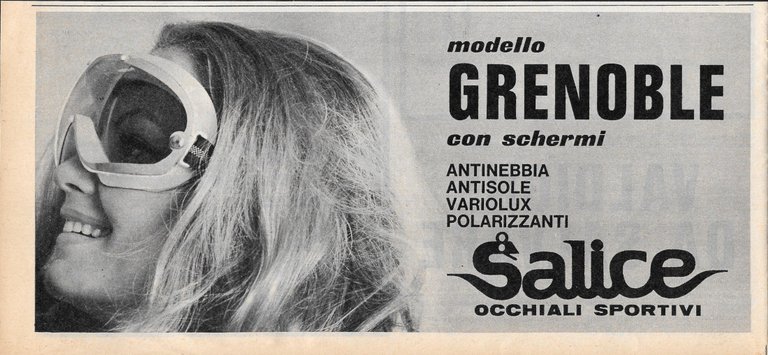 modello
GRENOBLE
con schermi
ANTINEBBIA
ANTISOLE
VARIOLUX
POLARIZZANTI
Salice
OCCHIALI SPORTIVI